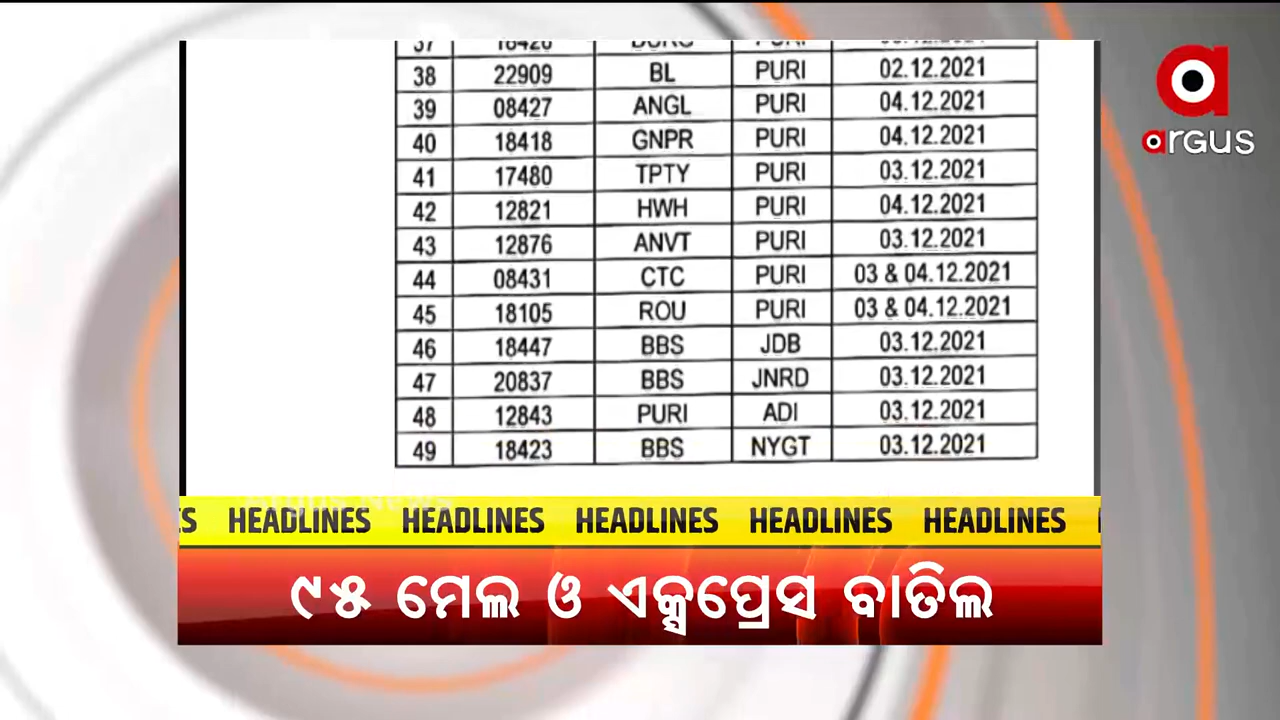 argus
38 22909 BL PURI 02.12.2021
39 08427 ANGL PURI 04.12.2021
40 18418 GNPR PURI 04.12.2021
41 17480 TPTY PURI 03.12.2021
42 12821 HWH PURI 04.12.2021
43 12876 ANVT PURI 03.12.2021
44 08431 CTC PURI 03 & 04.12.2021
45 18105 ROU PURI 03 & 04.12.2021
46 18447 BBS JDB 03.12.2021
47 20837 BBS JNRD 03.12.2021
48 12843 PURI ADI 03.12.2021
49 18423 BBS NYGT 03.12.2021
Argus News
HEADLINES HEADLINES HEADLINES HEADLINES HEADLINES
୯୫ ମେଲ ଓ ଏକ୍ସପ୍ରେସ ବାତିଲ